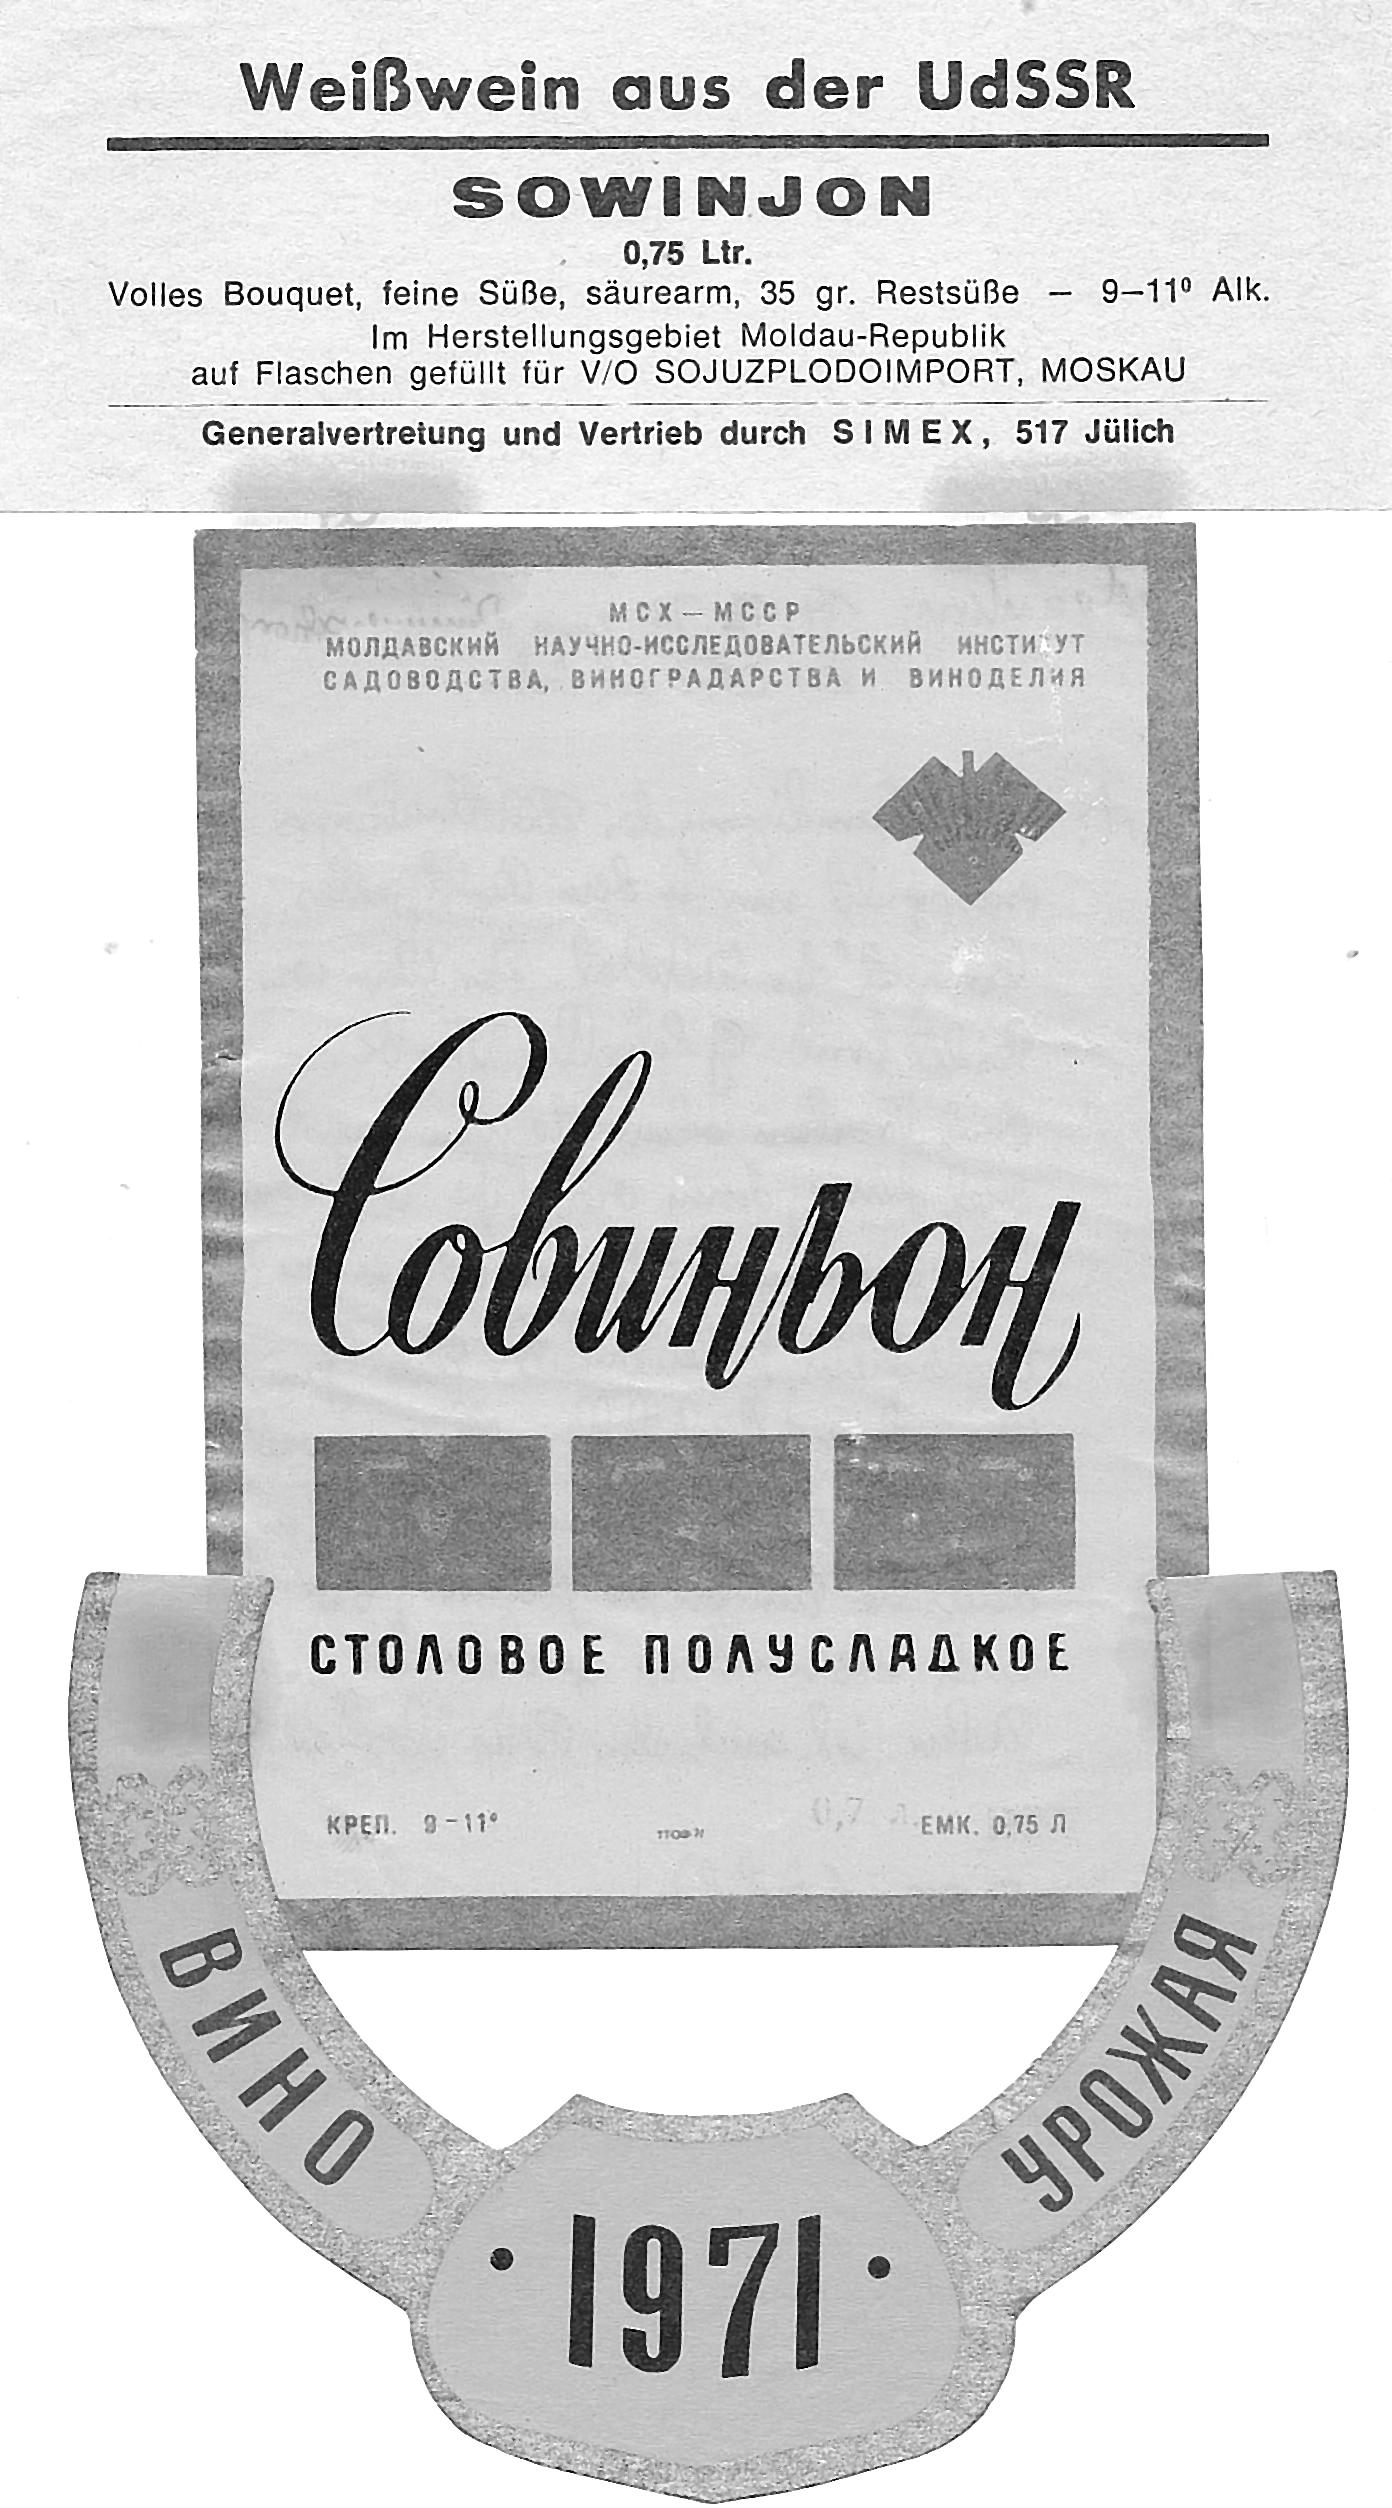 Weißwein aus der UdSSR
SOWINJON
0,75 Ltr.
Volles Bouquet, feine Süße, säurearm, 35 gr. Restsüße — 9–11⁰ Alk.
Im Herstellungsgebiet Moldau-Republik
auf Flaschen gefüllt für V/O SOJUZPLODOIMPORT, MOSKAU
Generalvertretung und Vertrieb durch SIMEX, 517 Jülich
МСХ — МССР
МОЛДАВСКИЙ НАУЧНО-ИССЛЕДОВАТЕЛЬСКИЙ ИНСТИТУТ
САДОВОДСТВА, ВИНОГРАДАРСТВА И ВИНОДЕЛИЯ
Совиньон
СТОЛОВОЕ ПОЛУСЛАДКОЕ
КРЕП. 9–11° ЕМК. 0,75 Л
ВИНО УРОЖАЯ
· 1971 ·